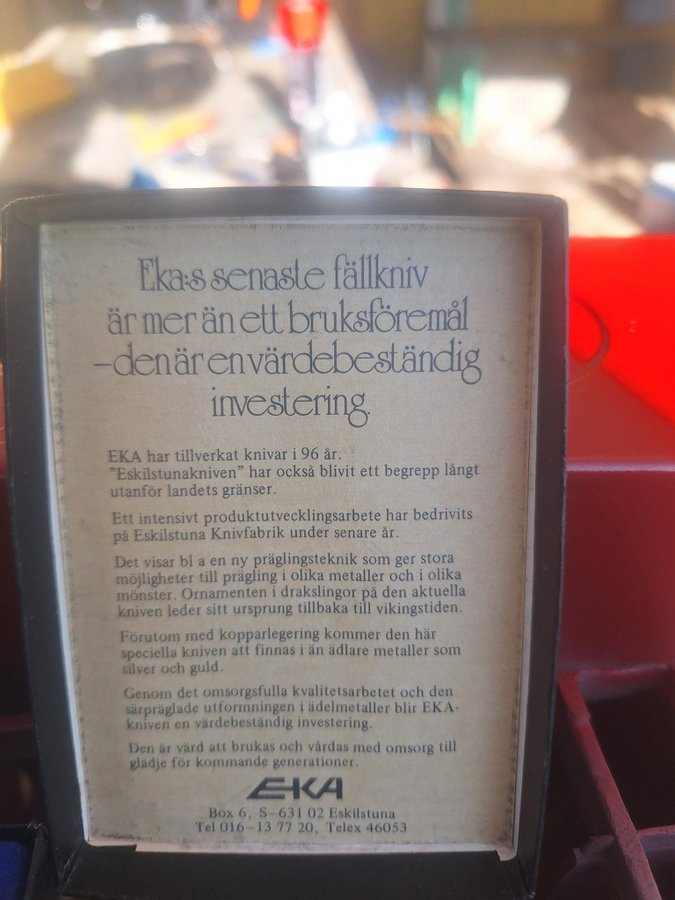 Eka:s senaste fällkniv
är mer än ett bruksföremål
–den är en värdebeständig
investering.
EKA har tillverkat knivar i 96 år.
"Eskilstunakniven" har också blivit ett begrepp långt
utanför landets gränser.
Ett intensivt produktutvecklingsarbete har bedrivits
på Eskilstuna Knivfabrik under senare år.
Det visar bl a en ny präglingsteknik som ger stora
möjligheter till prägling i olika metaller och i olika
mönster. Ornamenten i drakslingor på den aktuella
kniven leder sitt ursprung tillbaka till vikingstiden.
Förutom med kopparlegering kommer den här
speciella kniven att finnas i än ädlare metaller som
silver och guld.
Genom det omsorgsfulla kvalitetsarbetet och den
särpräglade utformningen i ädelmetaller blir EKA-
kniven en värdebeständig investering.
Den är värd att brukas och vårdas med omsorg till
glädje för kommande generationer.
EKA
Box 6, S–631 02 Eskilstuna
Tel 016–13 77 20, Telex 46053